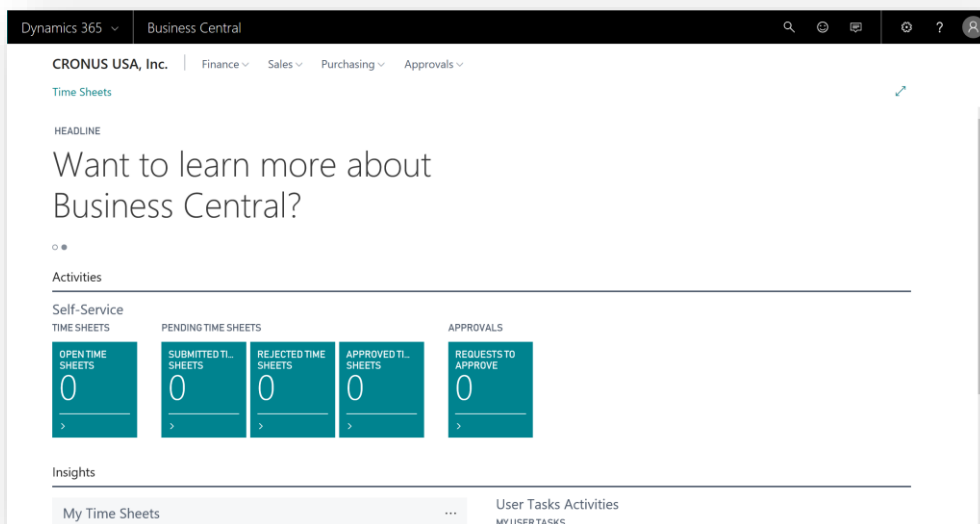 Dynamics 365 Business Central ?
CRONUS USA, Inc. Finance Sales Purchasing Approvals
Time Sheets
HEADLINE
Want to learn more about
Business Central?
Activities
Self-Service
TIME SHEETS PENDING TIME SHEETS APPROVALS
OPEN TIME SUBMITTED TI... REJECTED TIME APPROVED TI... REQUESTS TO
SHEETS SHEETS SHEETS SHEETS APPROVE
0 0 0 0 0
Insights
My Time Sheets ... User Tasks Activities
MY USER TASKS